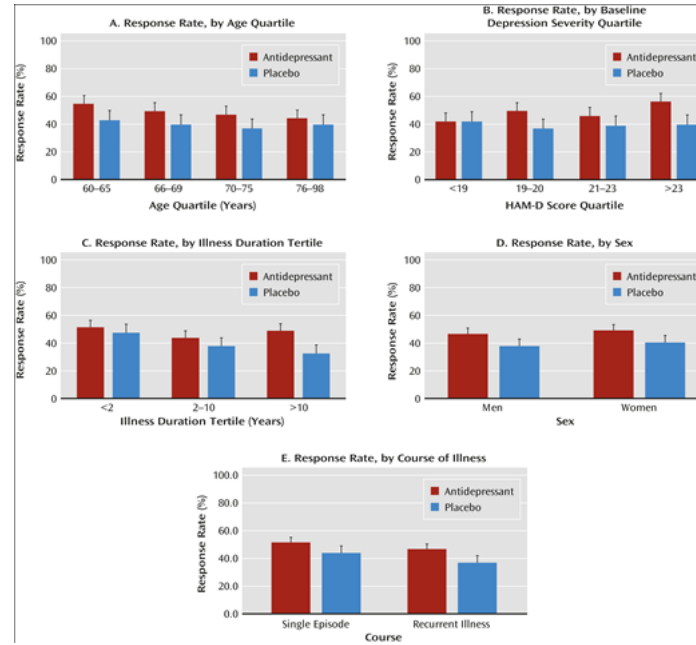 A. Response Rate, by Age Quartile
Response Rate (%)
100
80
60
40
20
0
Antidepressant
Placebo
60–65 66–69 70–75 76–98
Age Quartile (Years)
B. Response Rate, by Baseline
Depression Severity Quartile
Response Rate (%)
100
80
60
40
20
0
Antidepressant
Placebo
<19 19–20 21–23 >23
HAM-D Score Quartile
C. Response Rate, by Illness Duration Tertile
Response Rate (%)
100
80
60
40
20
0
Antidepressant
Placebo
<2 2–10 >10
Illness Duration Tertile (Years)
D. Response Rate, by Sex
Response Rate (%)
100
80
60
40
20
0
Antidepressant
Placebo
Men Women
Sex
E. Response Rate, by Course of Illness
Response Rate (%)
100.0
80.0
60.0
40.0
20.0
0.0
Antidepressant
Placebo
Single Episode Recurrent Illness
Course